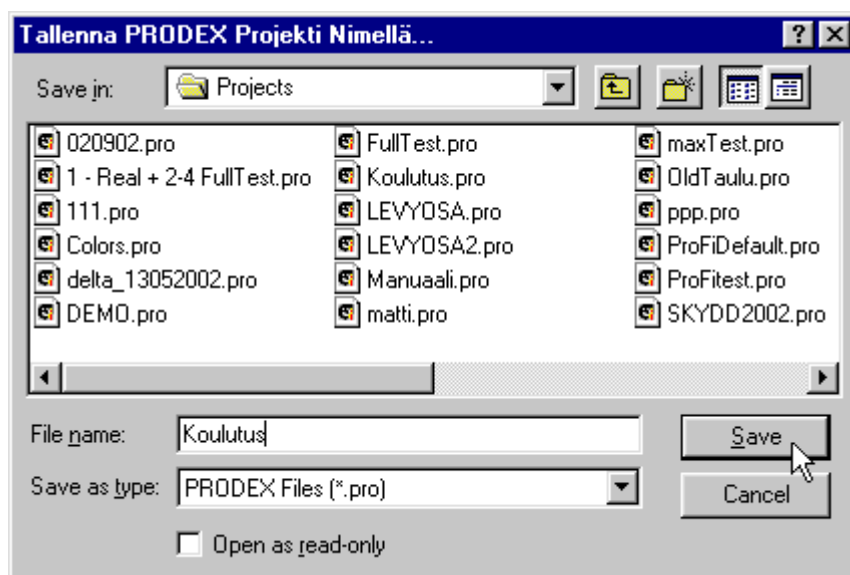 Tallenna PRODEX Projekti Nimellä...
Save in: Projects
020902.pro FullTest.pro maxTest.pro
1 - Real + 2-4 FullTest.pro Koulutus.pro OldTaulu.pro
111.pro LEVYOSA.pro ppp.pro
Colors.pro LEVYOSA2.pro ProFiDefault.pro
delta_13052002.pro Manuaali.pro ProFitest.pro
DEMO.pro matti.pro SKYDD2002.pro
File name: Koulutus Save
Save as type: PRODEX Files (*.pro) Cancel
Open as read-only